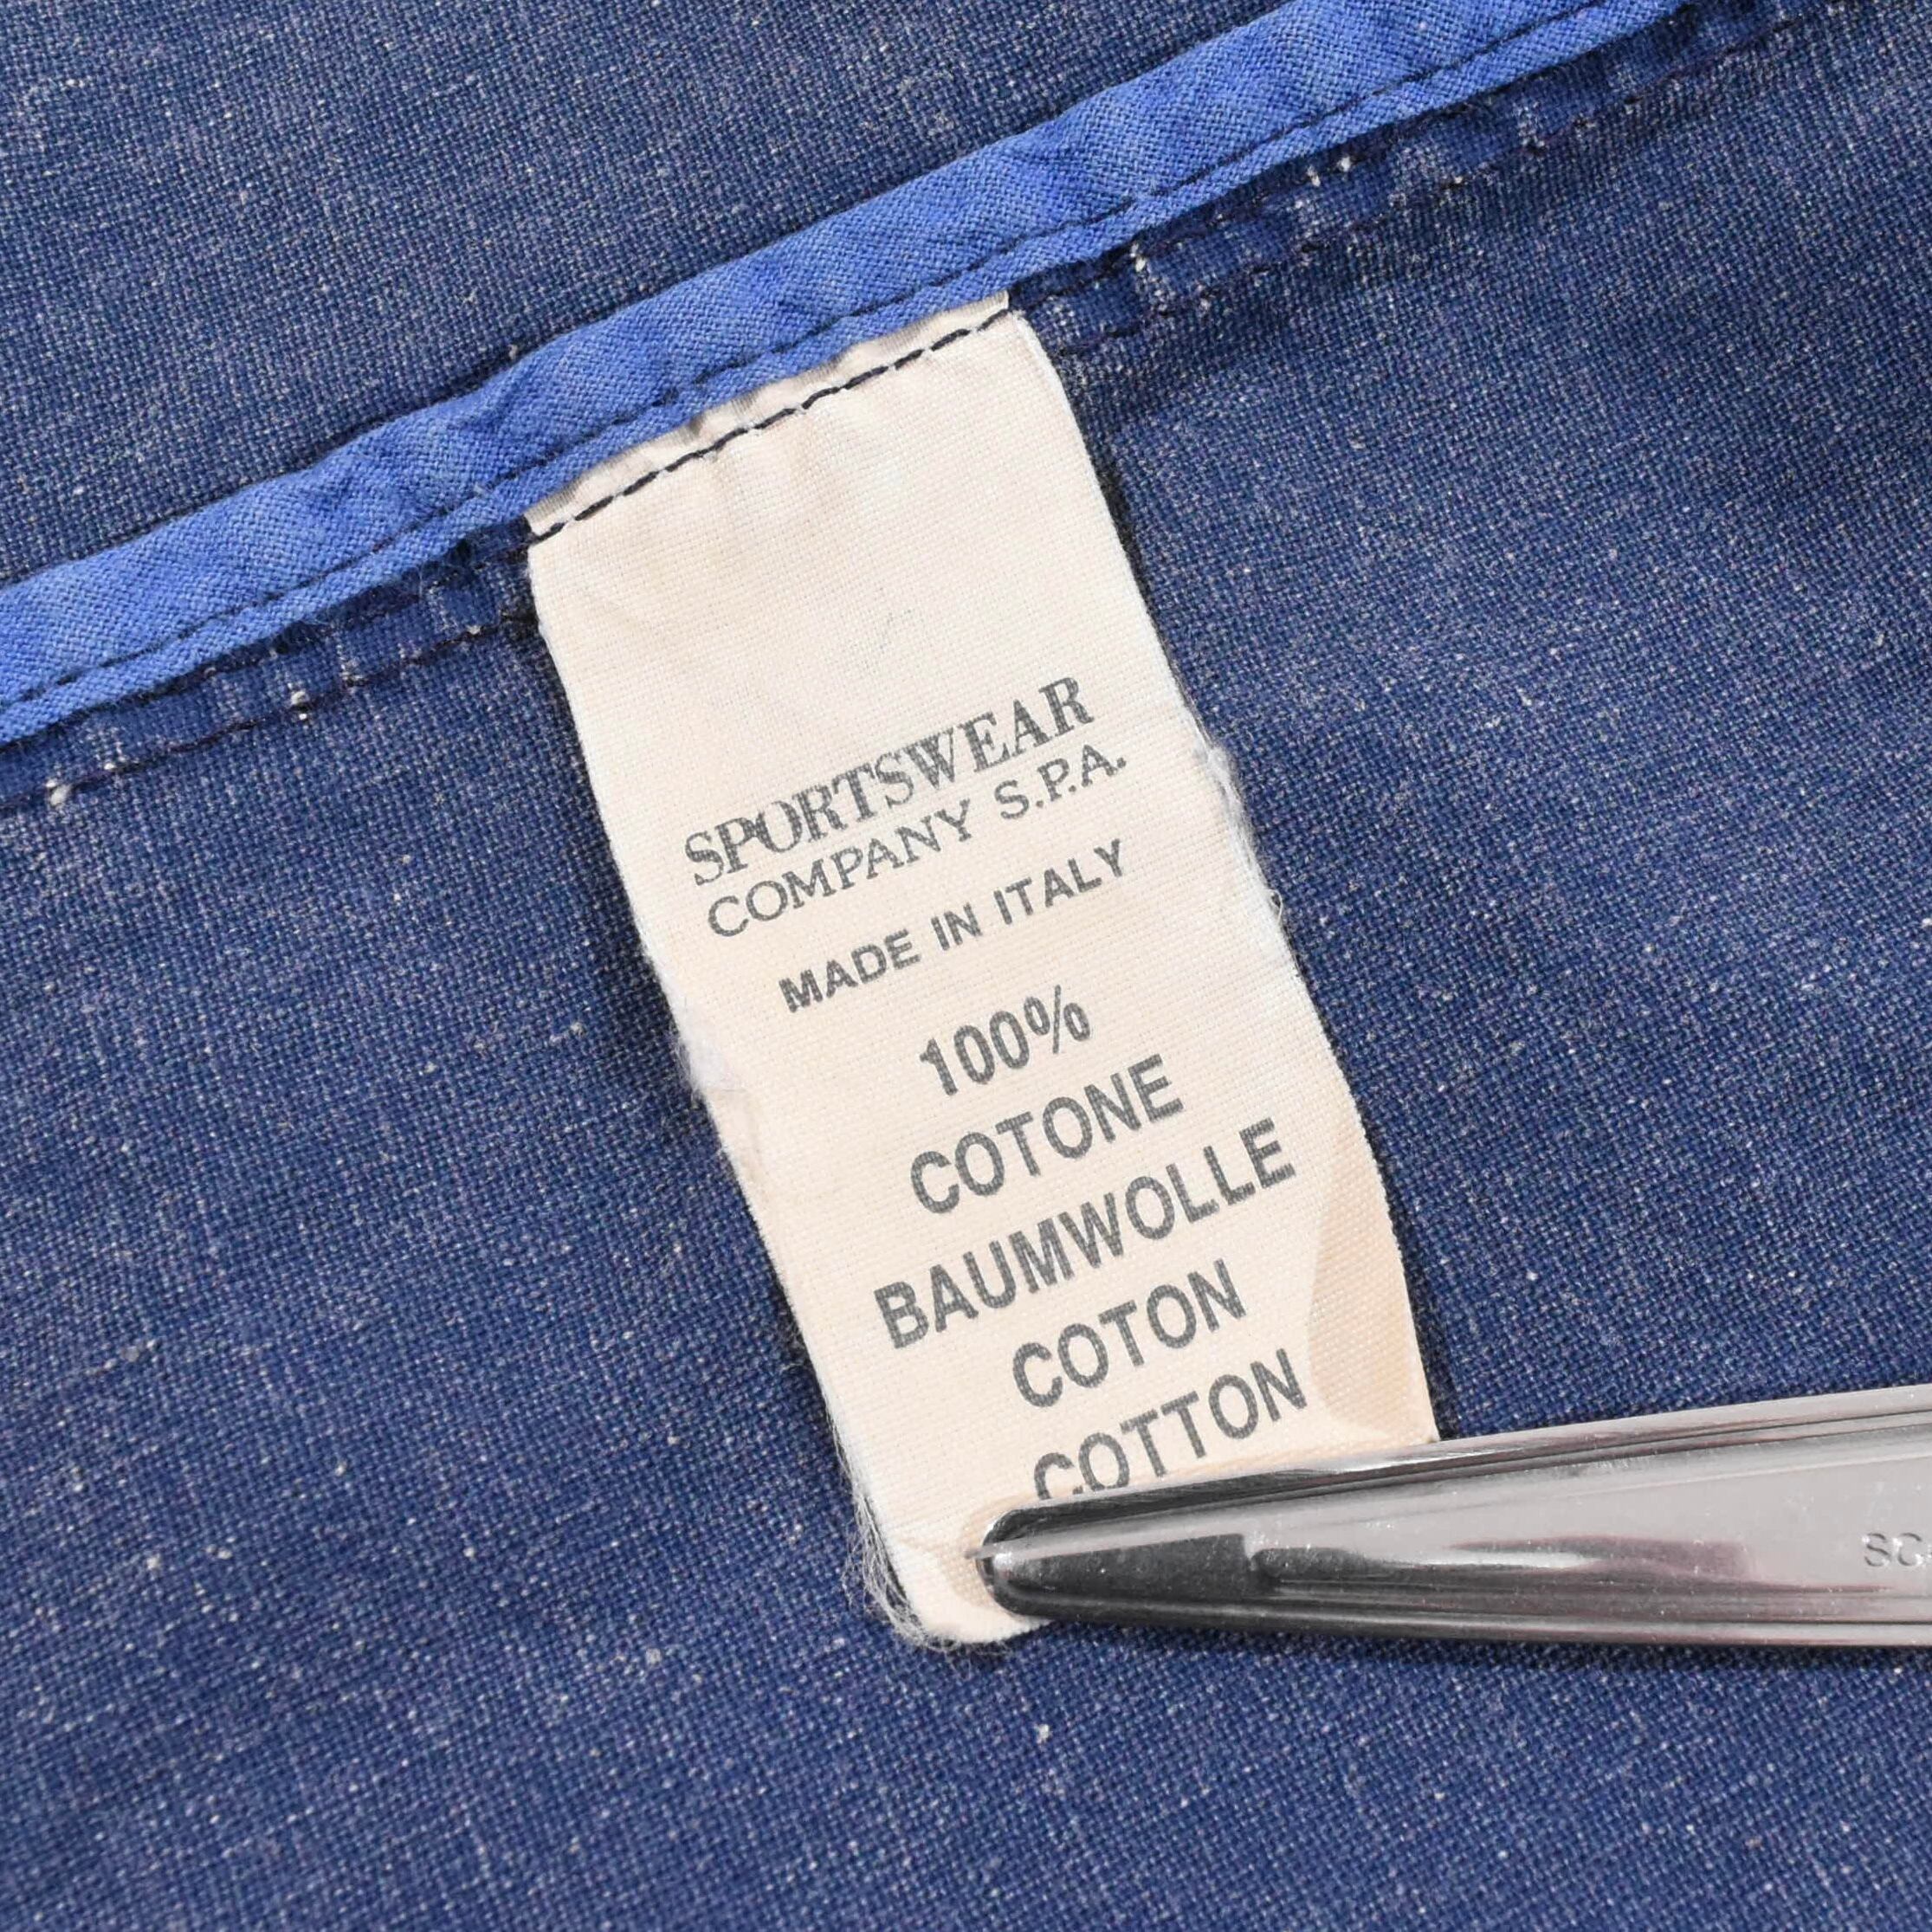 SPORTSWEAR
COMPANY S.P.A.
MADE IN ITALY
100%
COTONE
BAUMWOLLE
COTON
COTTON